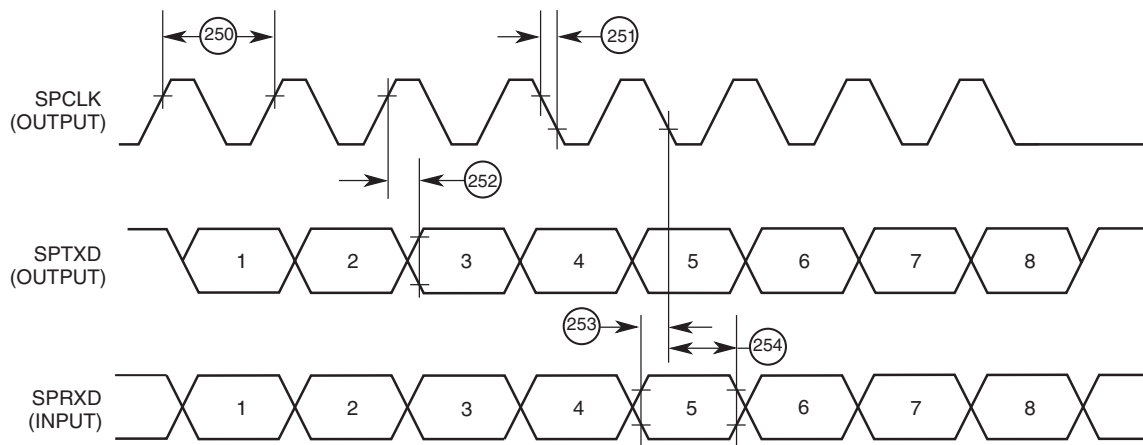 250
251
SPCLK
(OUTPUT)
252
SPTXD
(OUTPUT)
1 2 3 4 5 6 7 8
253
254
SPRXD
(INPUT)
1 2 3 4 5 6 7 8